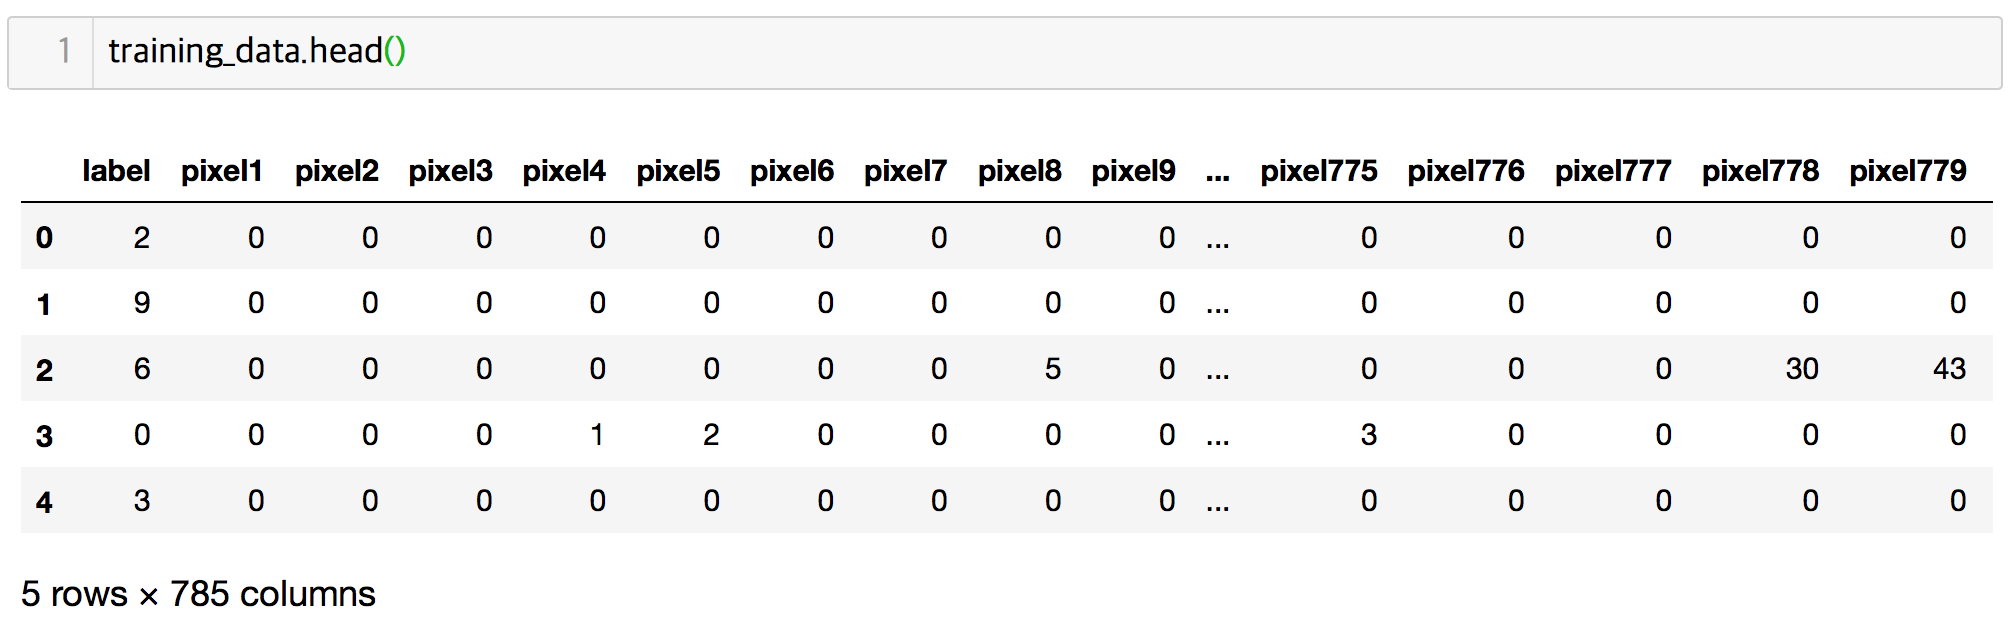 1 training_data.head()
label pixel1 pixel2 pixel3 pixel4 pixel5 pixel6 pixel7 pixel8 pixel9 ... pixel775 pixel776 pixel777 pixel778 pixel779
0 2 0 0 0 0 0 0 0 0 0 ... 0 0 0 0 0
1 9 0 0 0 0 0 0 0 0 0 ... 0 0 0 0 0
2 6 0 0 0 0 0 0 0 5 0 ... 0 0 0 30 43
3 0 0 0 0 1 2 0 0 0 0 ... 3 0 0 0 0
4 3 0 0 0 0 0 0 0 0 0 ... 0 0 0 0 0
5 rows × 785 columns